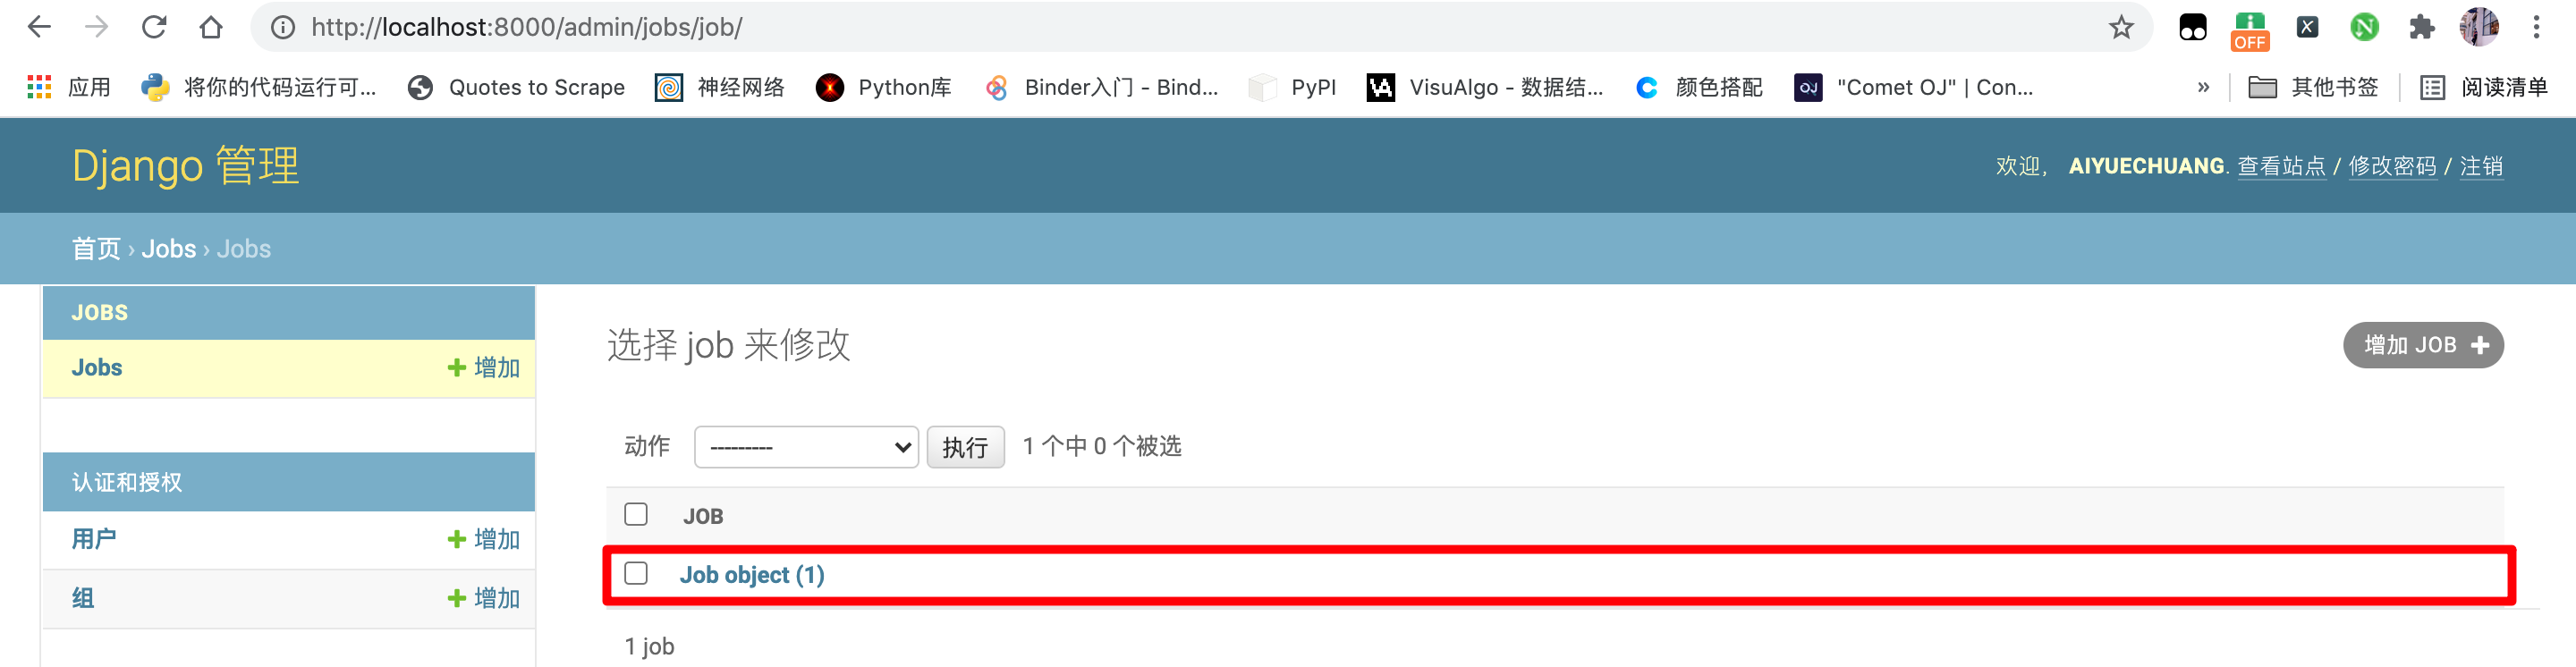 http://localhost:8000/admin/jobs/job/
OFF
应用 将你的代码运行可... Quotes to Scrape 神经网络 Python库 Binder入门 - Bind... PyPI VisuAlgo - 数据结... 颜色搭配 OJ "Comet OJ" | Con... » 其他书签 阅读清单
Django 管理
欢迎, AIYUECHUANG. 查看站点 / 修改密码 / 注销
首页 › Jobs › Jobs
JOBS
Jobs 增加
认证和授权
用户 增加
组 增加
选择 job 来修改
增加 JOB
动作 --------- 执行 1 个中 0 个被选
JOB
Job object (1)
1 job